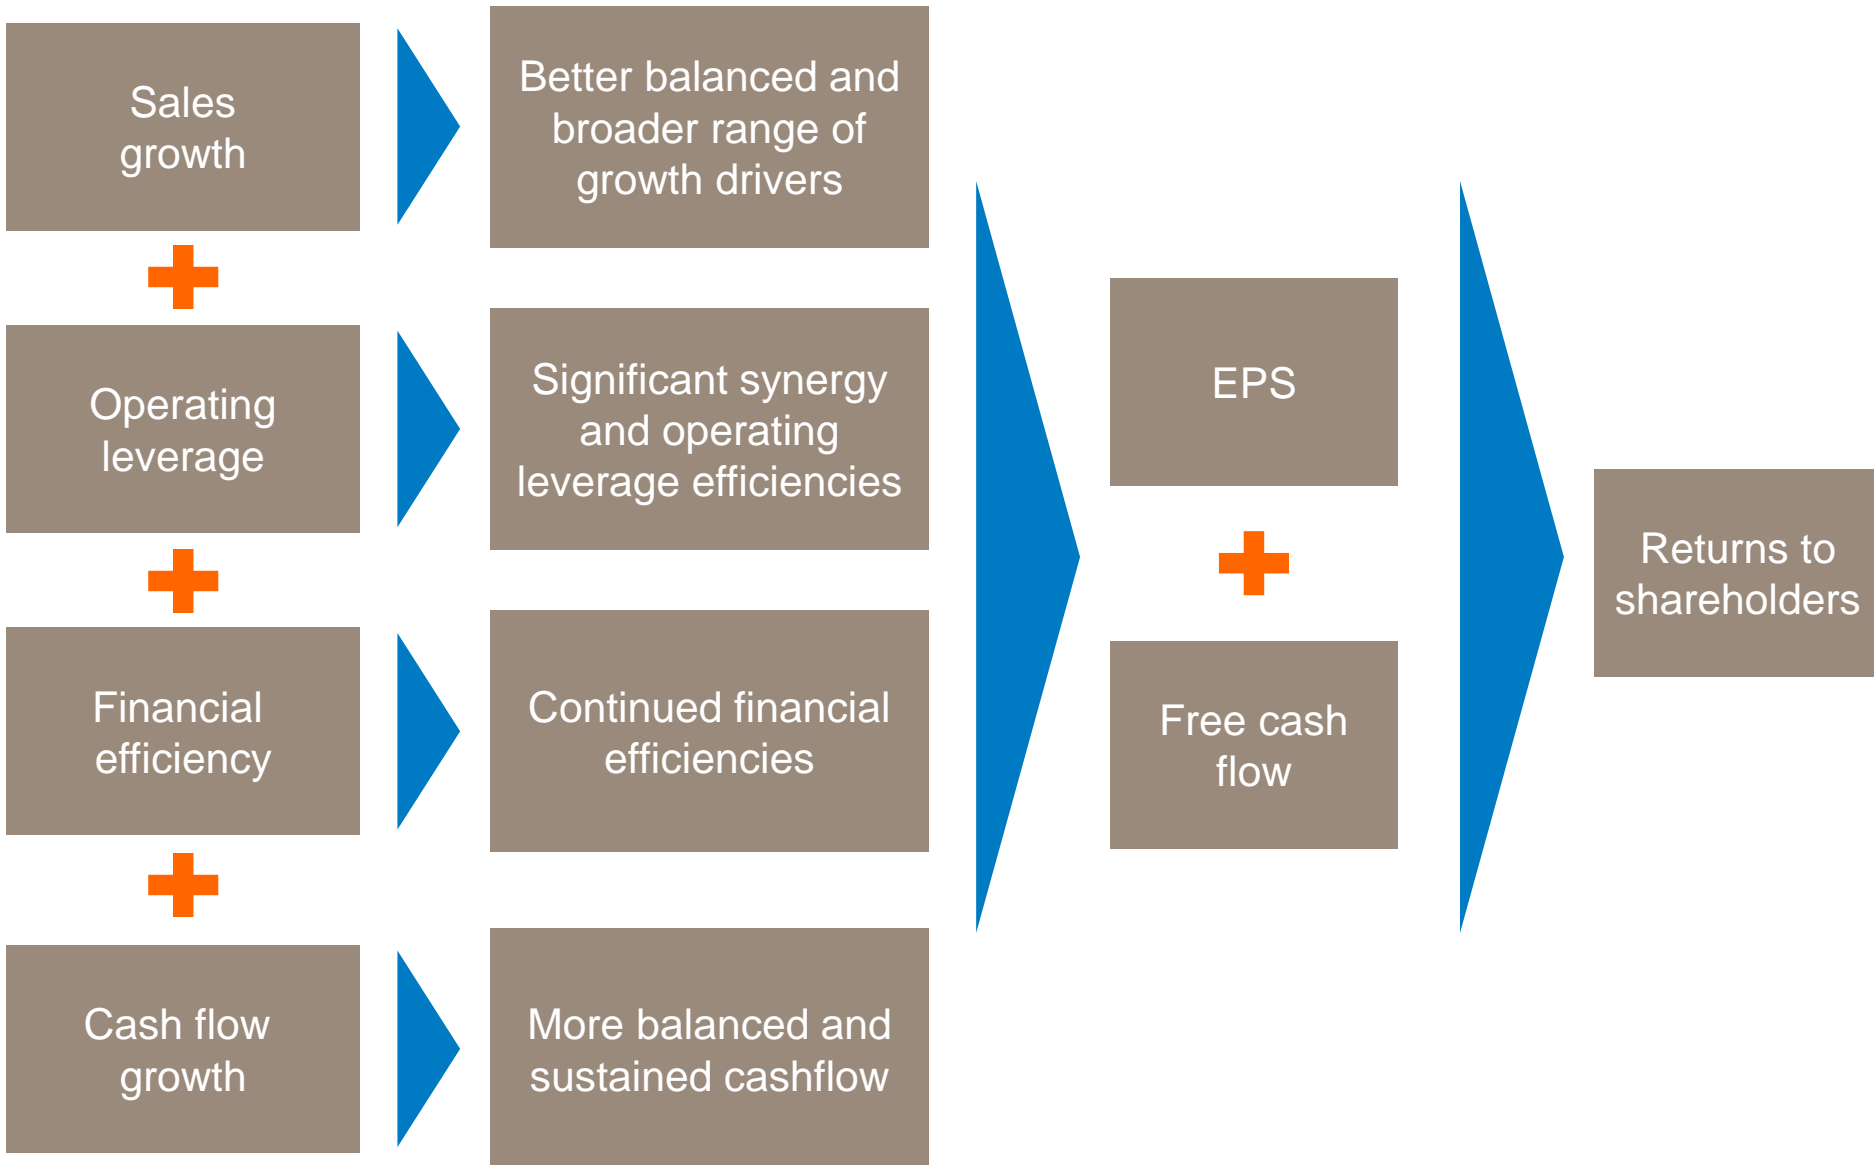 Sales
growth
Better balanced and
broader range of
growth drivers
Operating
leverage
Significant synergy
and operating
leverage efficiencies
Financial
efficiency
Continued financial
efficiencies
Cash flow
growth
More balanced and
sustained cashflow
EPS
Free cash
flow
Returns to
shareholders